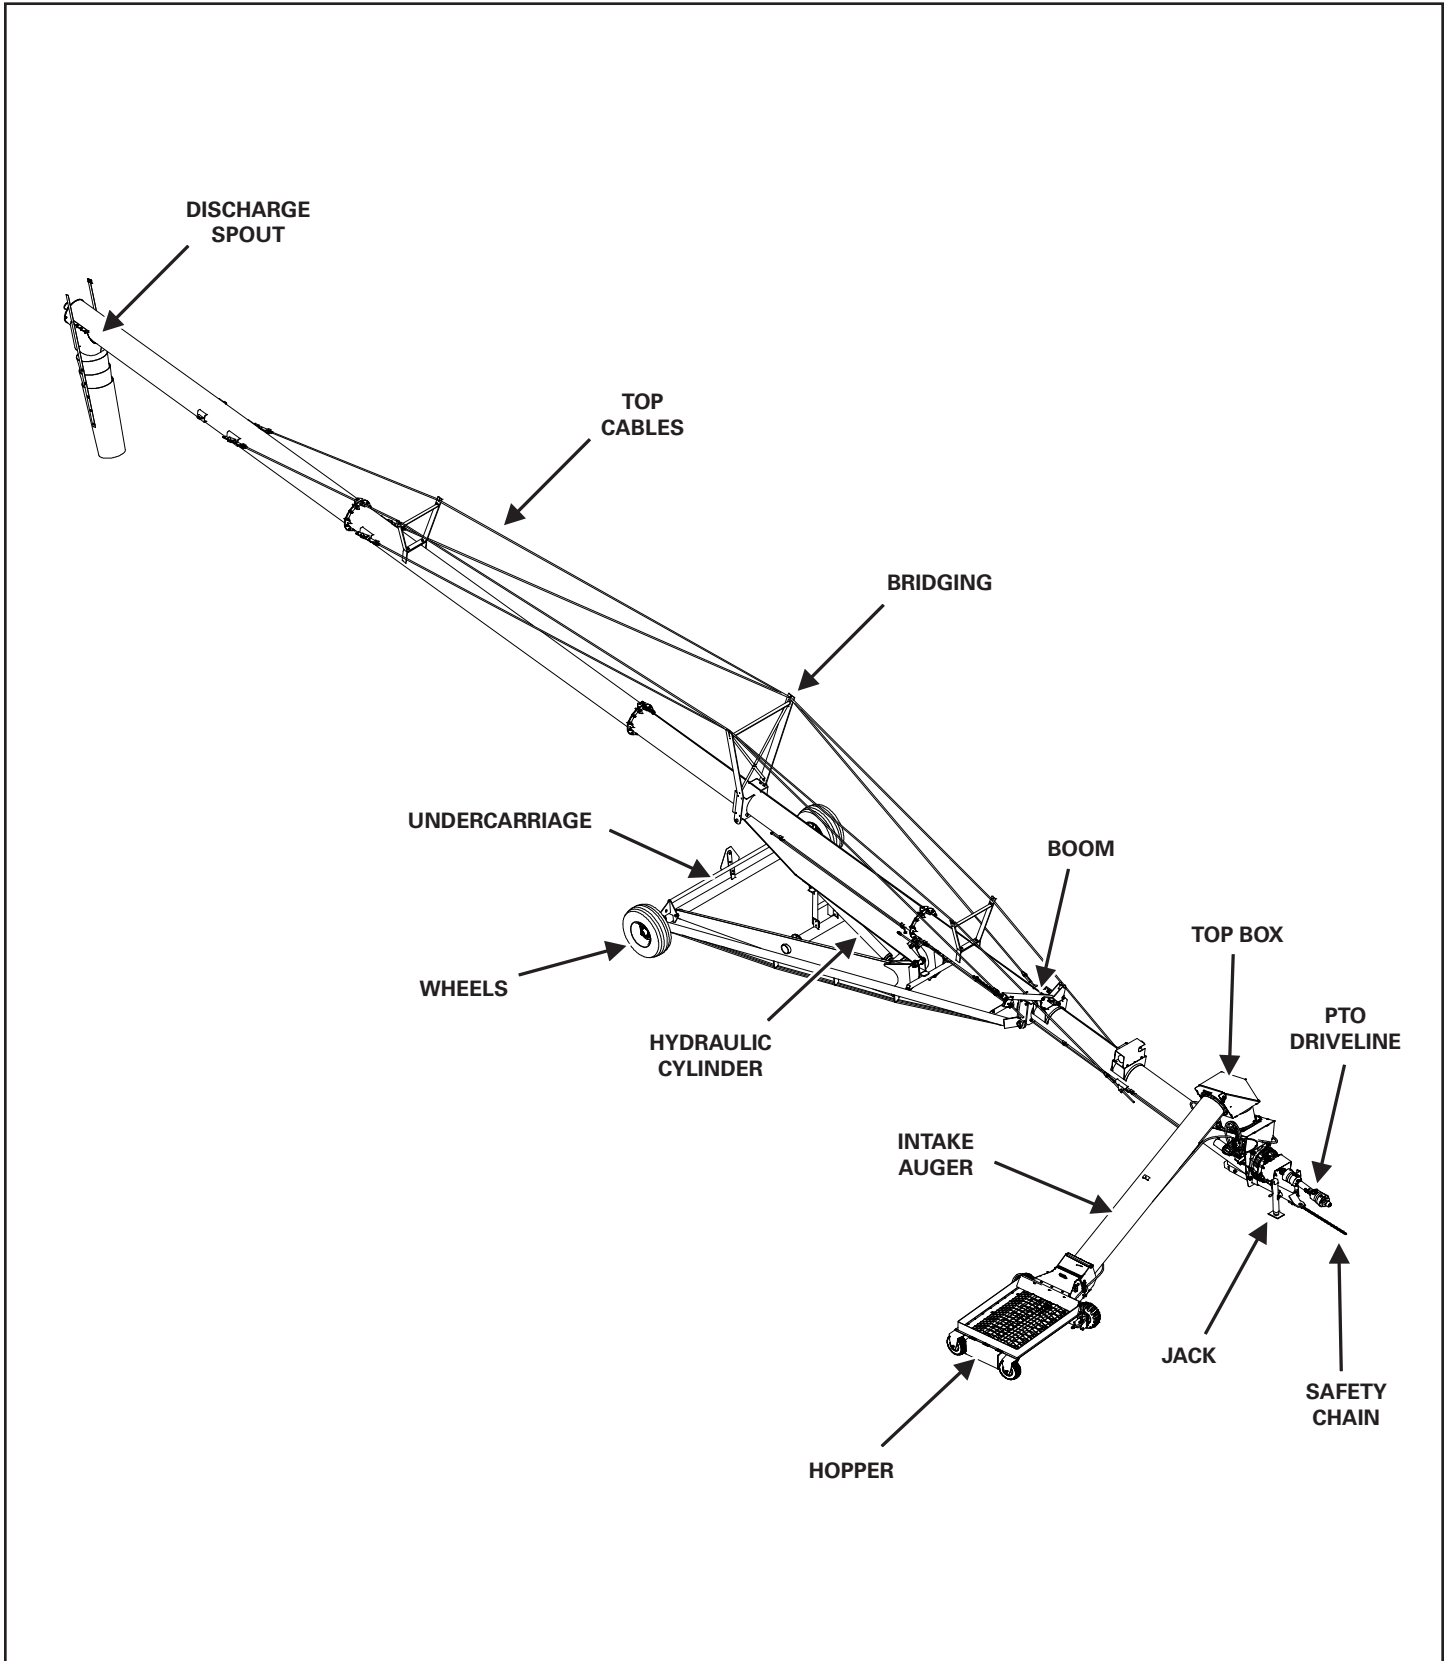 DISCHARGE
SPOUT
TOP
CABLES
BRIDGING
UNDERCARRIAGE
BOOM
TOP BOX
WHEELS
PTO
DRIVELINE
HYDRAULIC
CYLINDER
INTAKE
AUGER
JACK
SAFETY
CHAIN
HOPPER